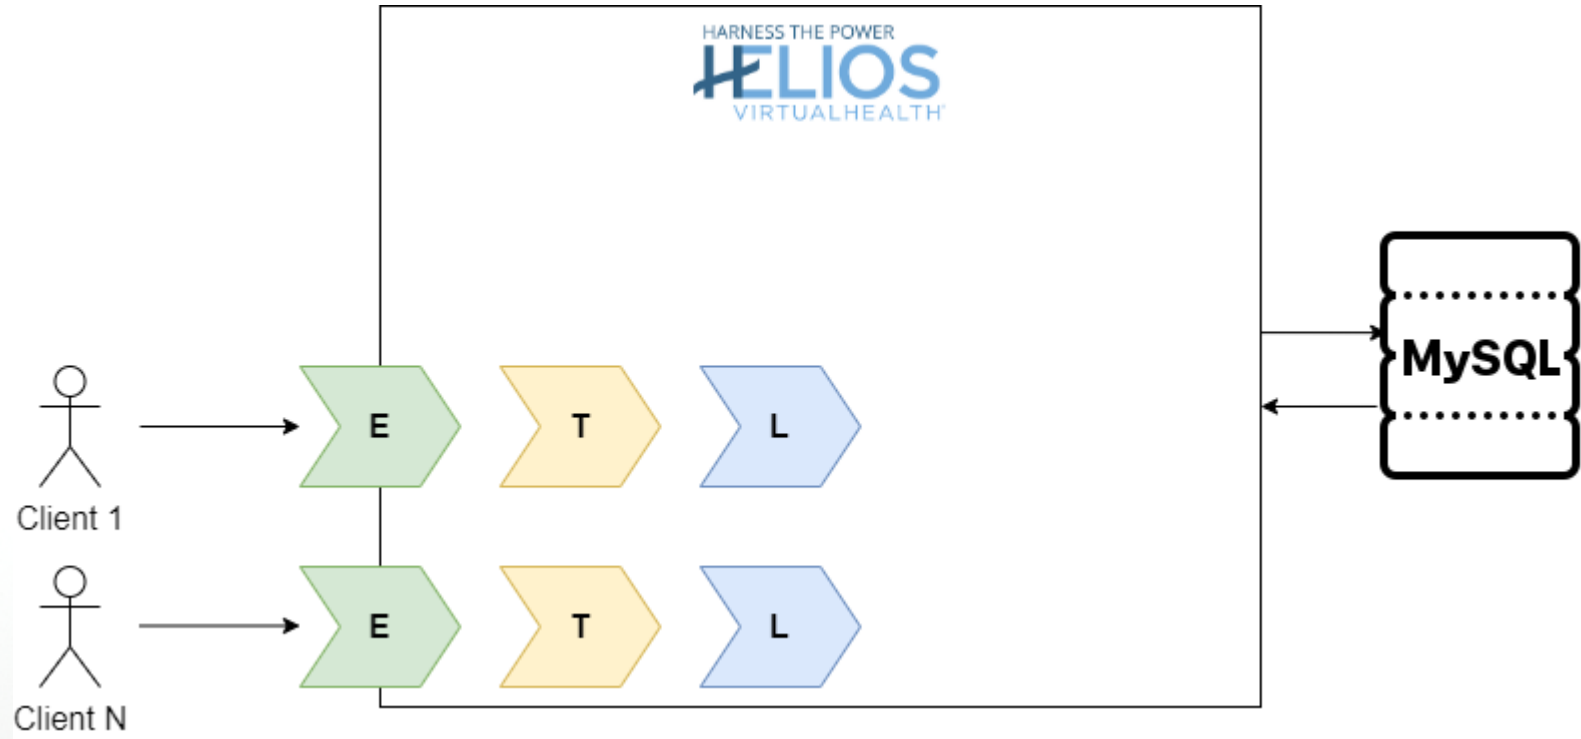 HARNESS THE POWER
HELIOS
VIRTUALHEALTH
MySQL
E T L
Client 1
E T L
Client N